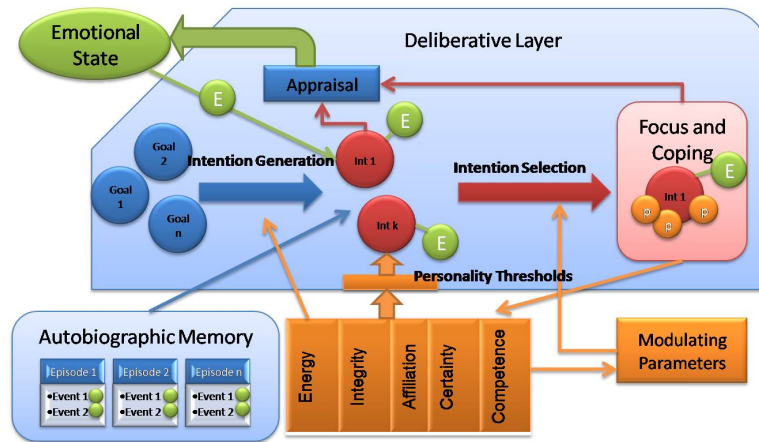 Emotional
State
Deliberative Layer
Appraisal
E
E
Focus and
Coping
Goal
2
Intention Generation
Int 1
Intention Selection
E
Goal
1
Int 1
Goal
n
p
p
p
Int k
E
Personality Thresholds
Autobiographic Memory
Episode 1
Episode 2
Episode n
•Event 1
•Event 2
•Event 1
•Event 2
•Event 1
•Event 2
Energy
Integrity
Affiliation
Certainty
Competence
Modulating
Parameters